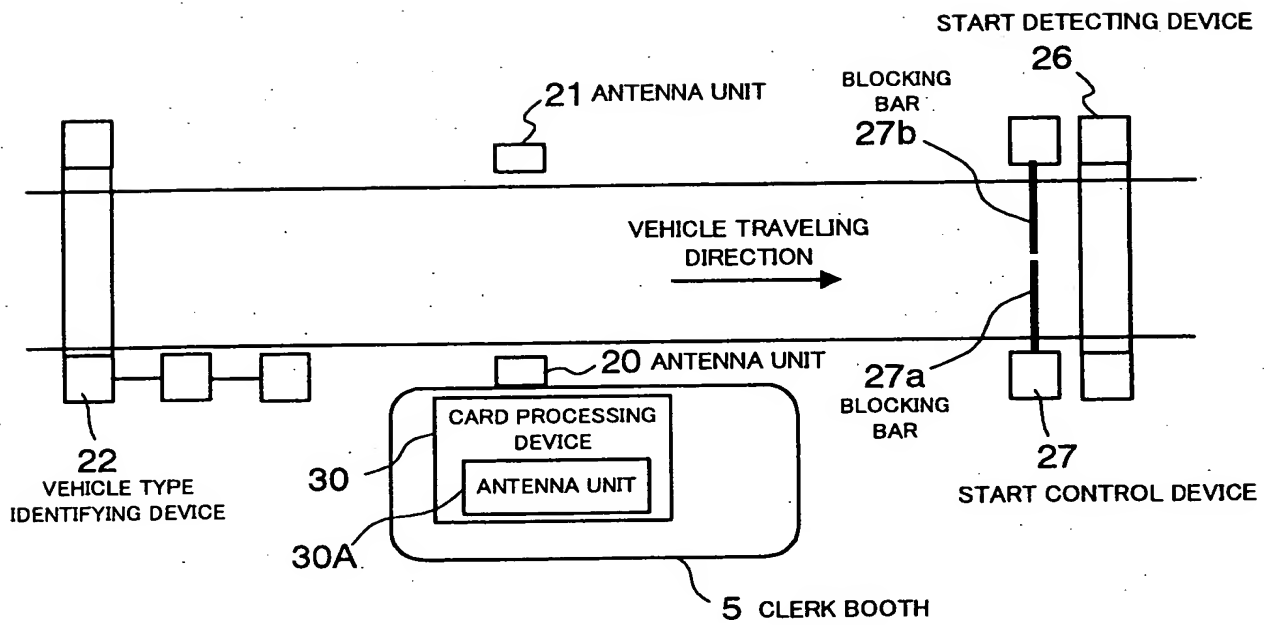 START DETECTING DEVICE
26
21 ANTENNA UNIT
BLOCKING
BAR
27b
VEHICLE TRAVELING
DIRECTION
20 ANTENNA UNIT
27a
BLOCKING
BAR
CARD PROCESSING
DEVICE
30
ANTENNA UNIT
30A
22
VEHICLE TYPE
IDENTIFYING DEVICE
27
START CONTROL DEVICE
5 CLERK BOOTH